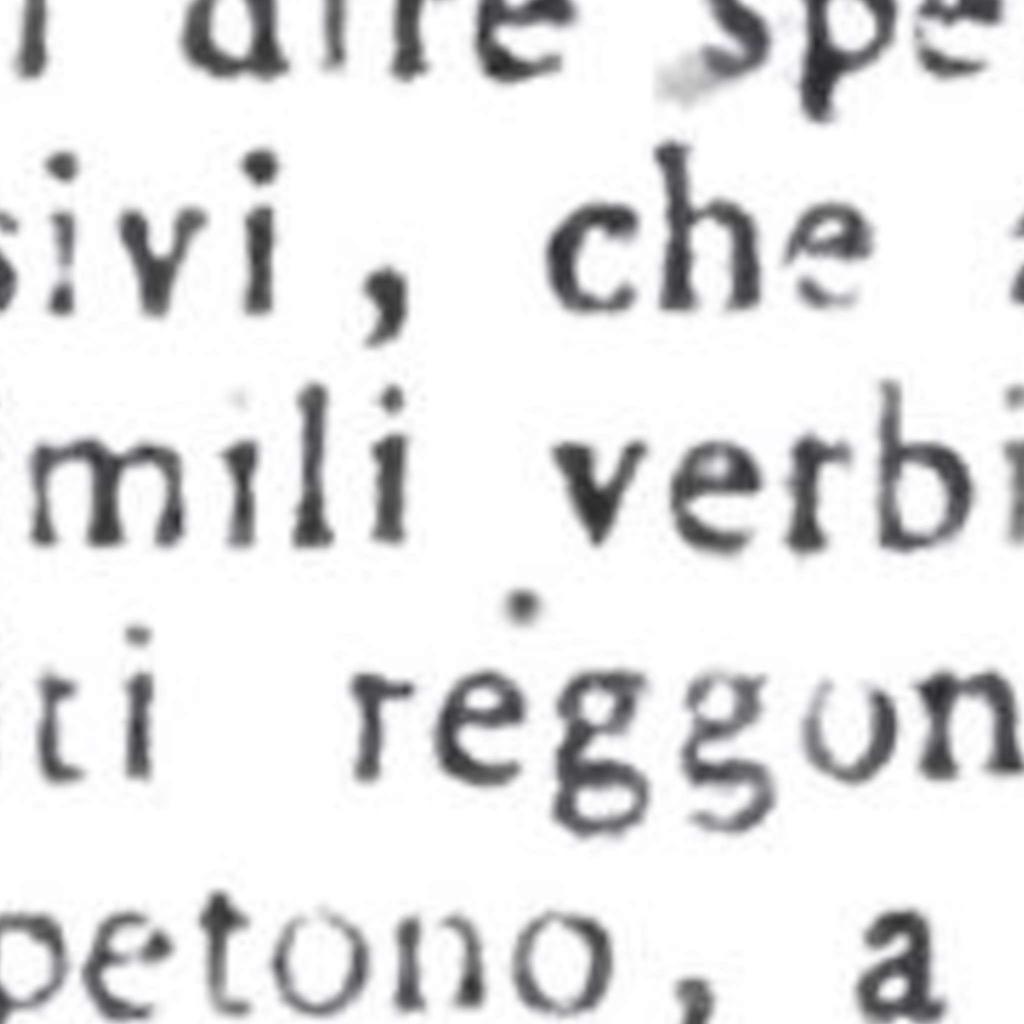 i dire spe
sivi, che a
mili verbi
ti reggon
petono, a